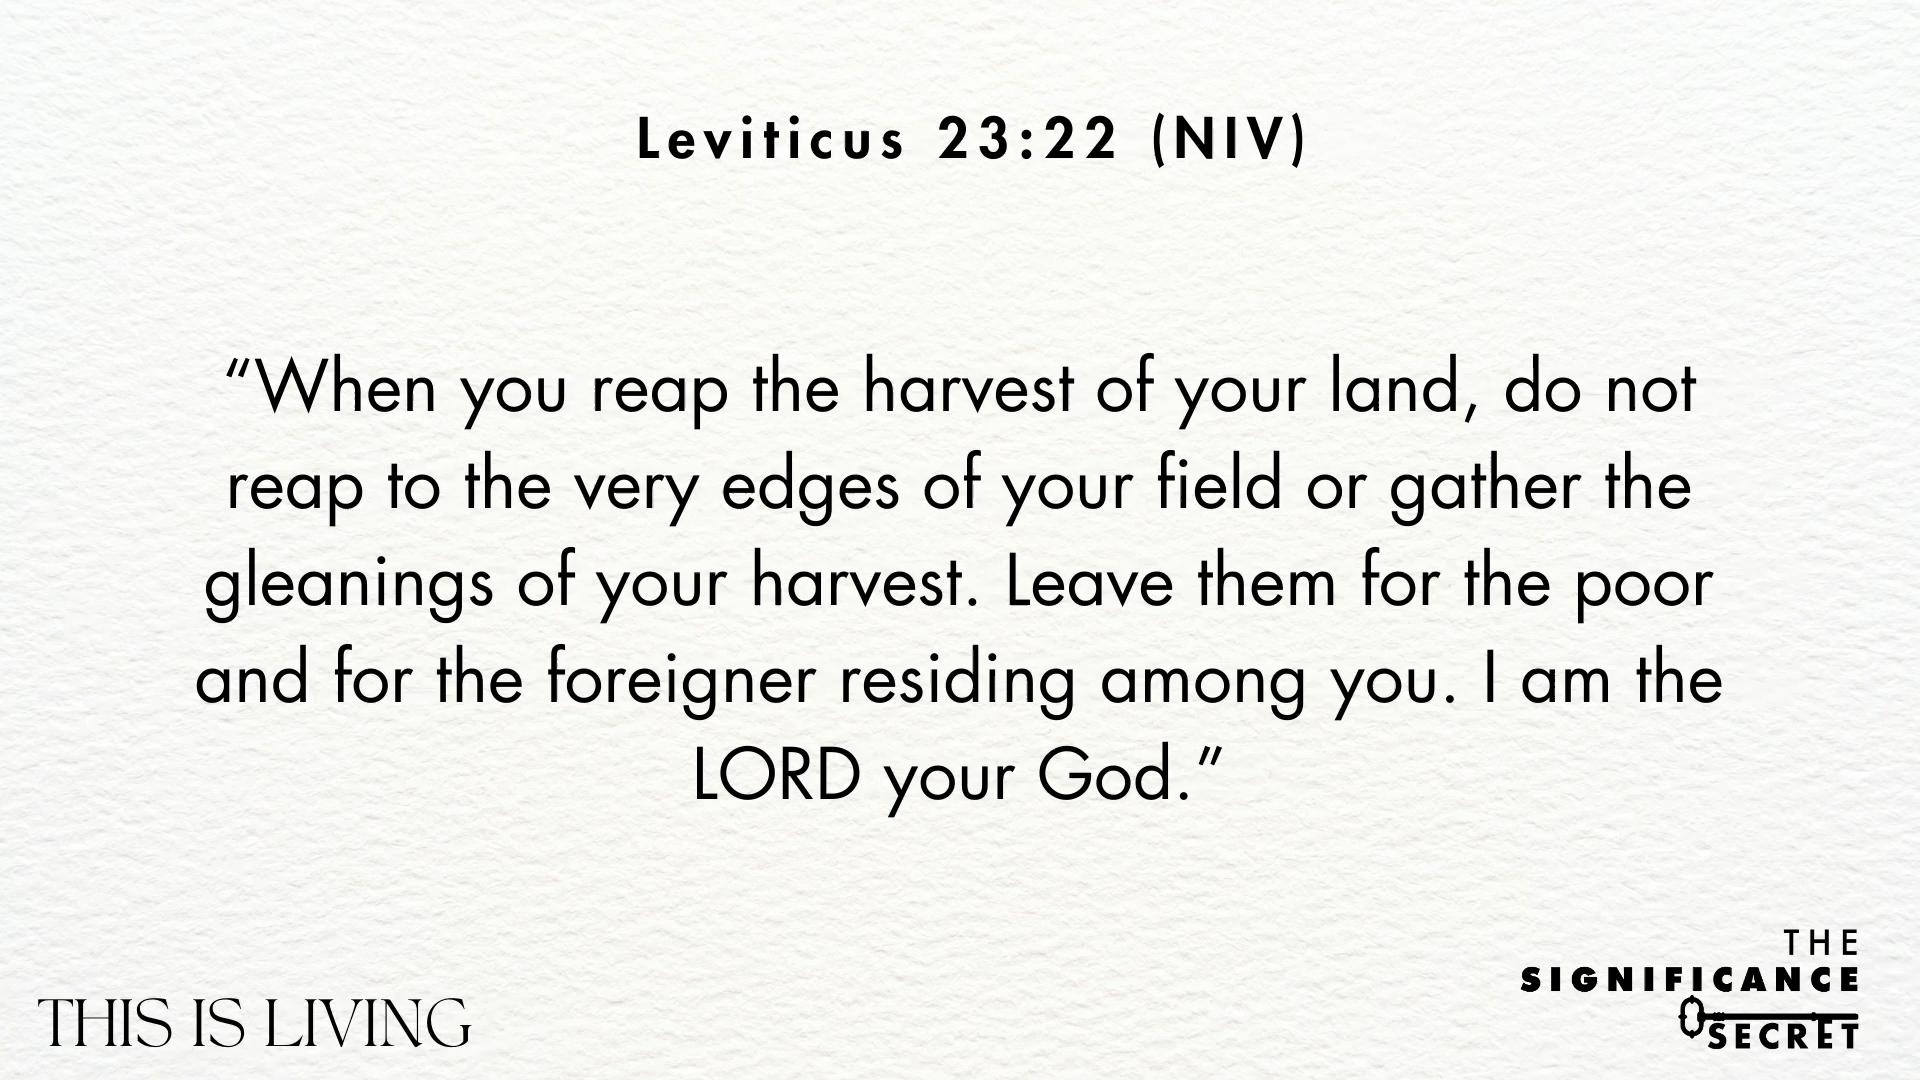 Leviticus 23:22 (NIV)
“When you reap the harvest of your land, do not
reap to the very edges of your field or gather the
gleanings of your harvest. Leave them for the poor
and for the foreigner residing among you. I am the
LORD your God.”
THIS IS LIVING
THE
SIGNIFICANCE
SECRET